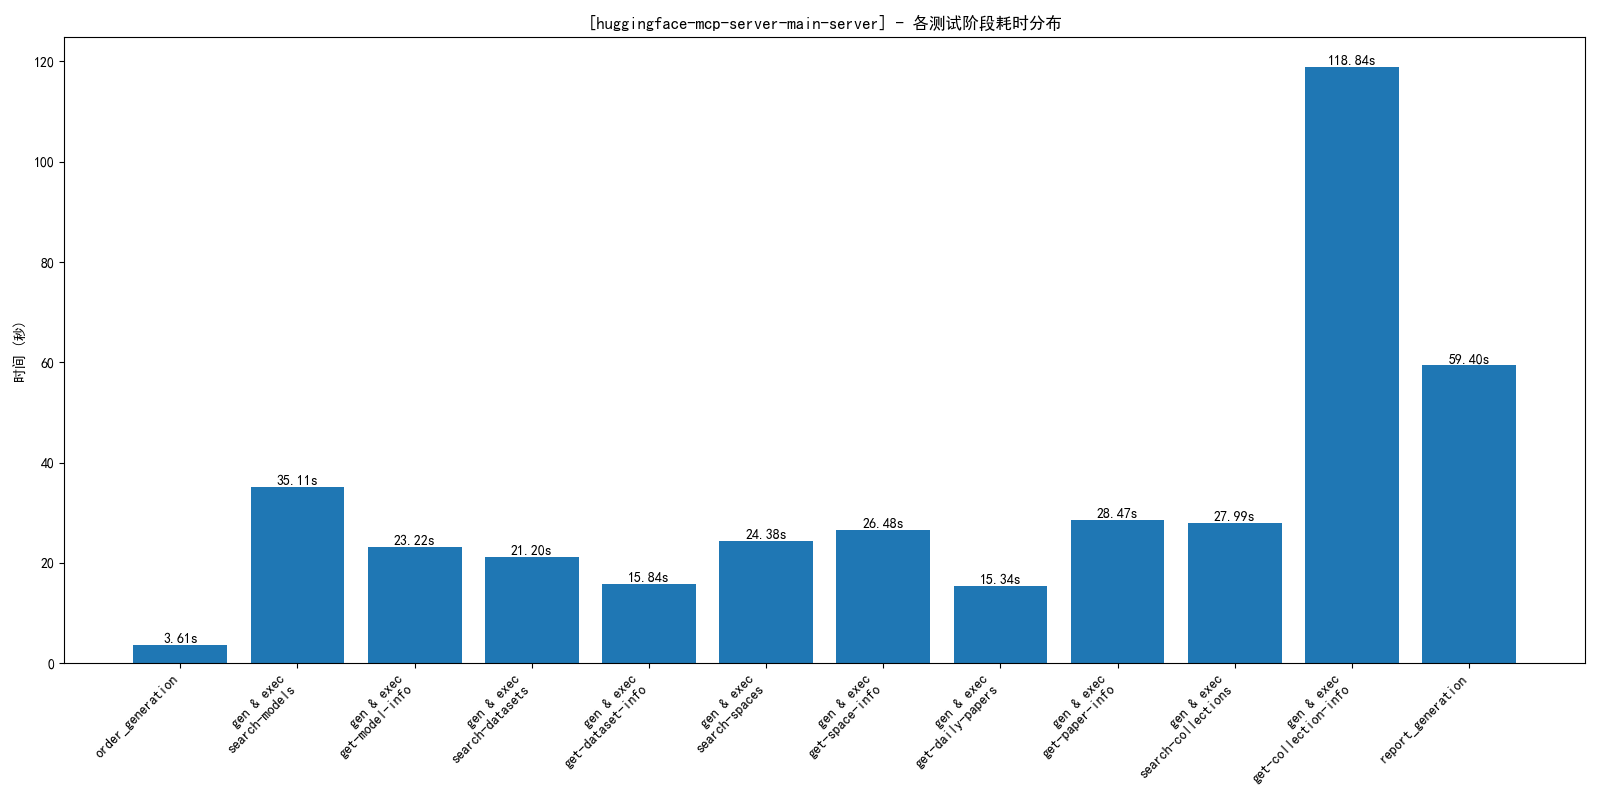 [huggingface-mcp-server-main-server] - 各测试阶段耗时分布
时间 (秒)
120
100
80
60
40
20
0
3.61s
35.11s
23.22s
21.20s
15.84s
24.38s
26.48s
15.34s
28.47s
27.99s
118.84s
59.40s
order_generation
gen & exec
search-models
gen & exec
get-model-info
gen & exec
search-datasets
gen & exec
get-dataset-info
gen & exec
search-spaces
gen & exec
get-space-info
gen & exec
get-daily-papers
gen & exec
get-paper-info
gen & exec
search-collections
gen & exec
get-collection-info
report_generation